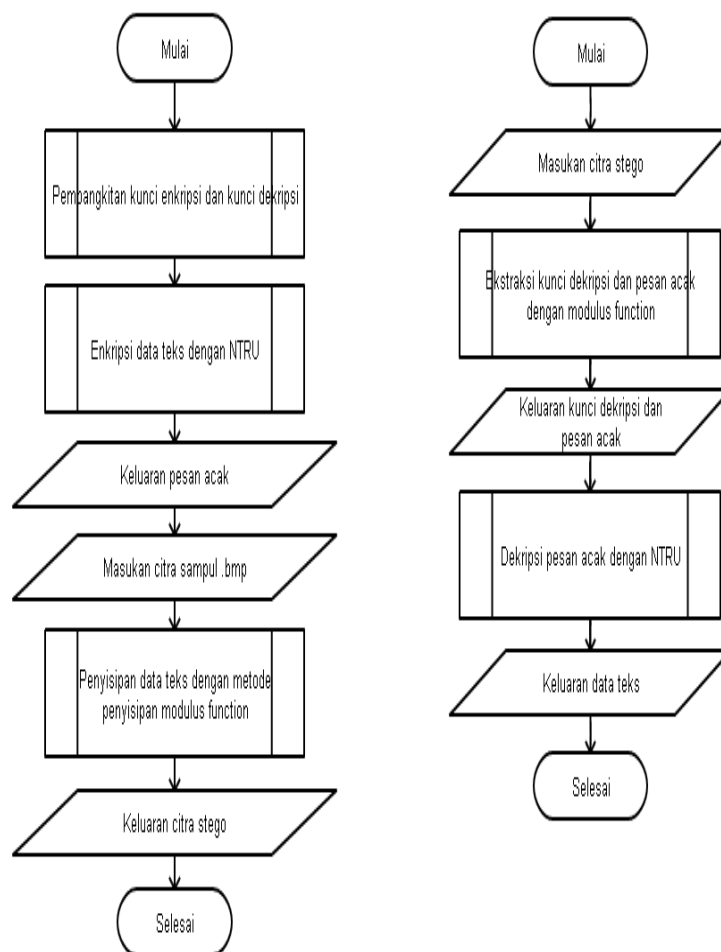 Mulai
Pembangkitan kunci enkripsi dan kunci dekripsi
Enkripsi data teks dengan NTRU
Keluaran pesan acak
Masukan citra sampul .bmp
Penyisipan data teks dengan metode
penyisipan modulus function
Keluaran citra stego
Selesai
Mulai
Masukan citra stego
Ekstraksi kunci dekripsi dan pesan acak
dengan modulus function
Keluaran kunci dekripsi dan
pesan acak
Dekripsi pesan acak dengan NTRU
Keluaran data teks
Selesai